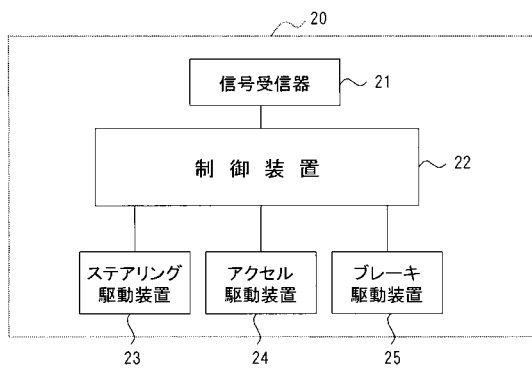 20
信号受信器
21
制御装置
22
ステアリング
駆動装置
アクセル
駆動装置
ブレーキ
駆動装置
23
24
25